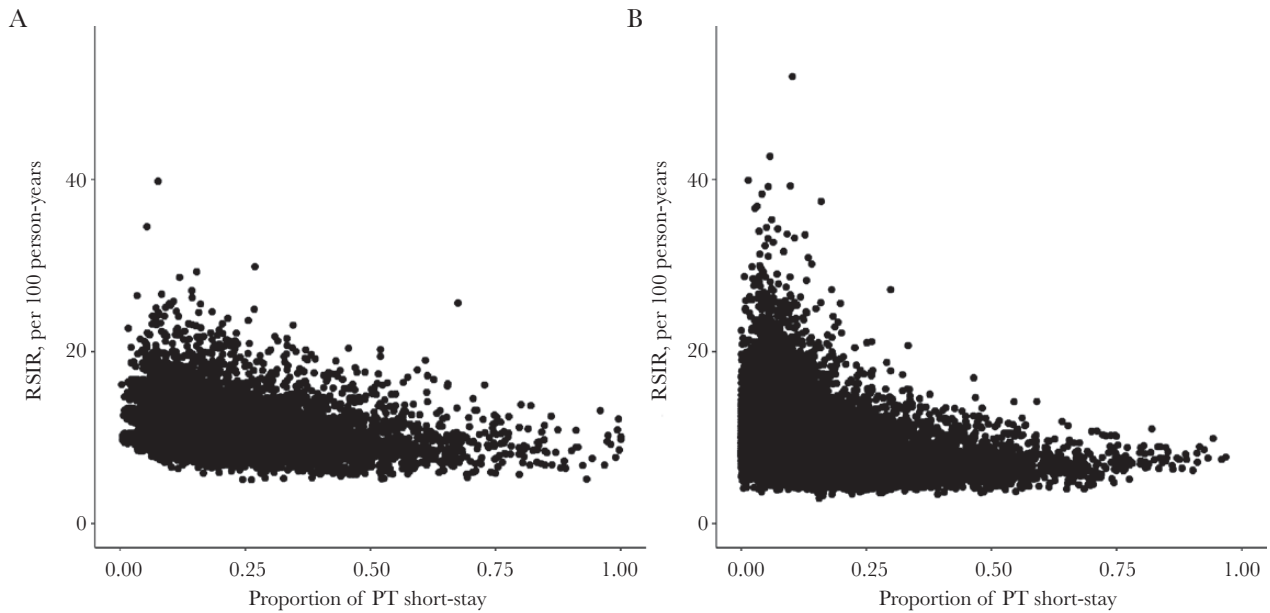 A
RSIR, per 100 person-years
40
20
0
0.00 0.25 0.50 0.75 1.00
Proportion of PT short-stay
B
RSIR, per 100 person-years
40
20
0
0.00 0.25 0.50 0.75 1.00
Proportion of PT short-stay